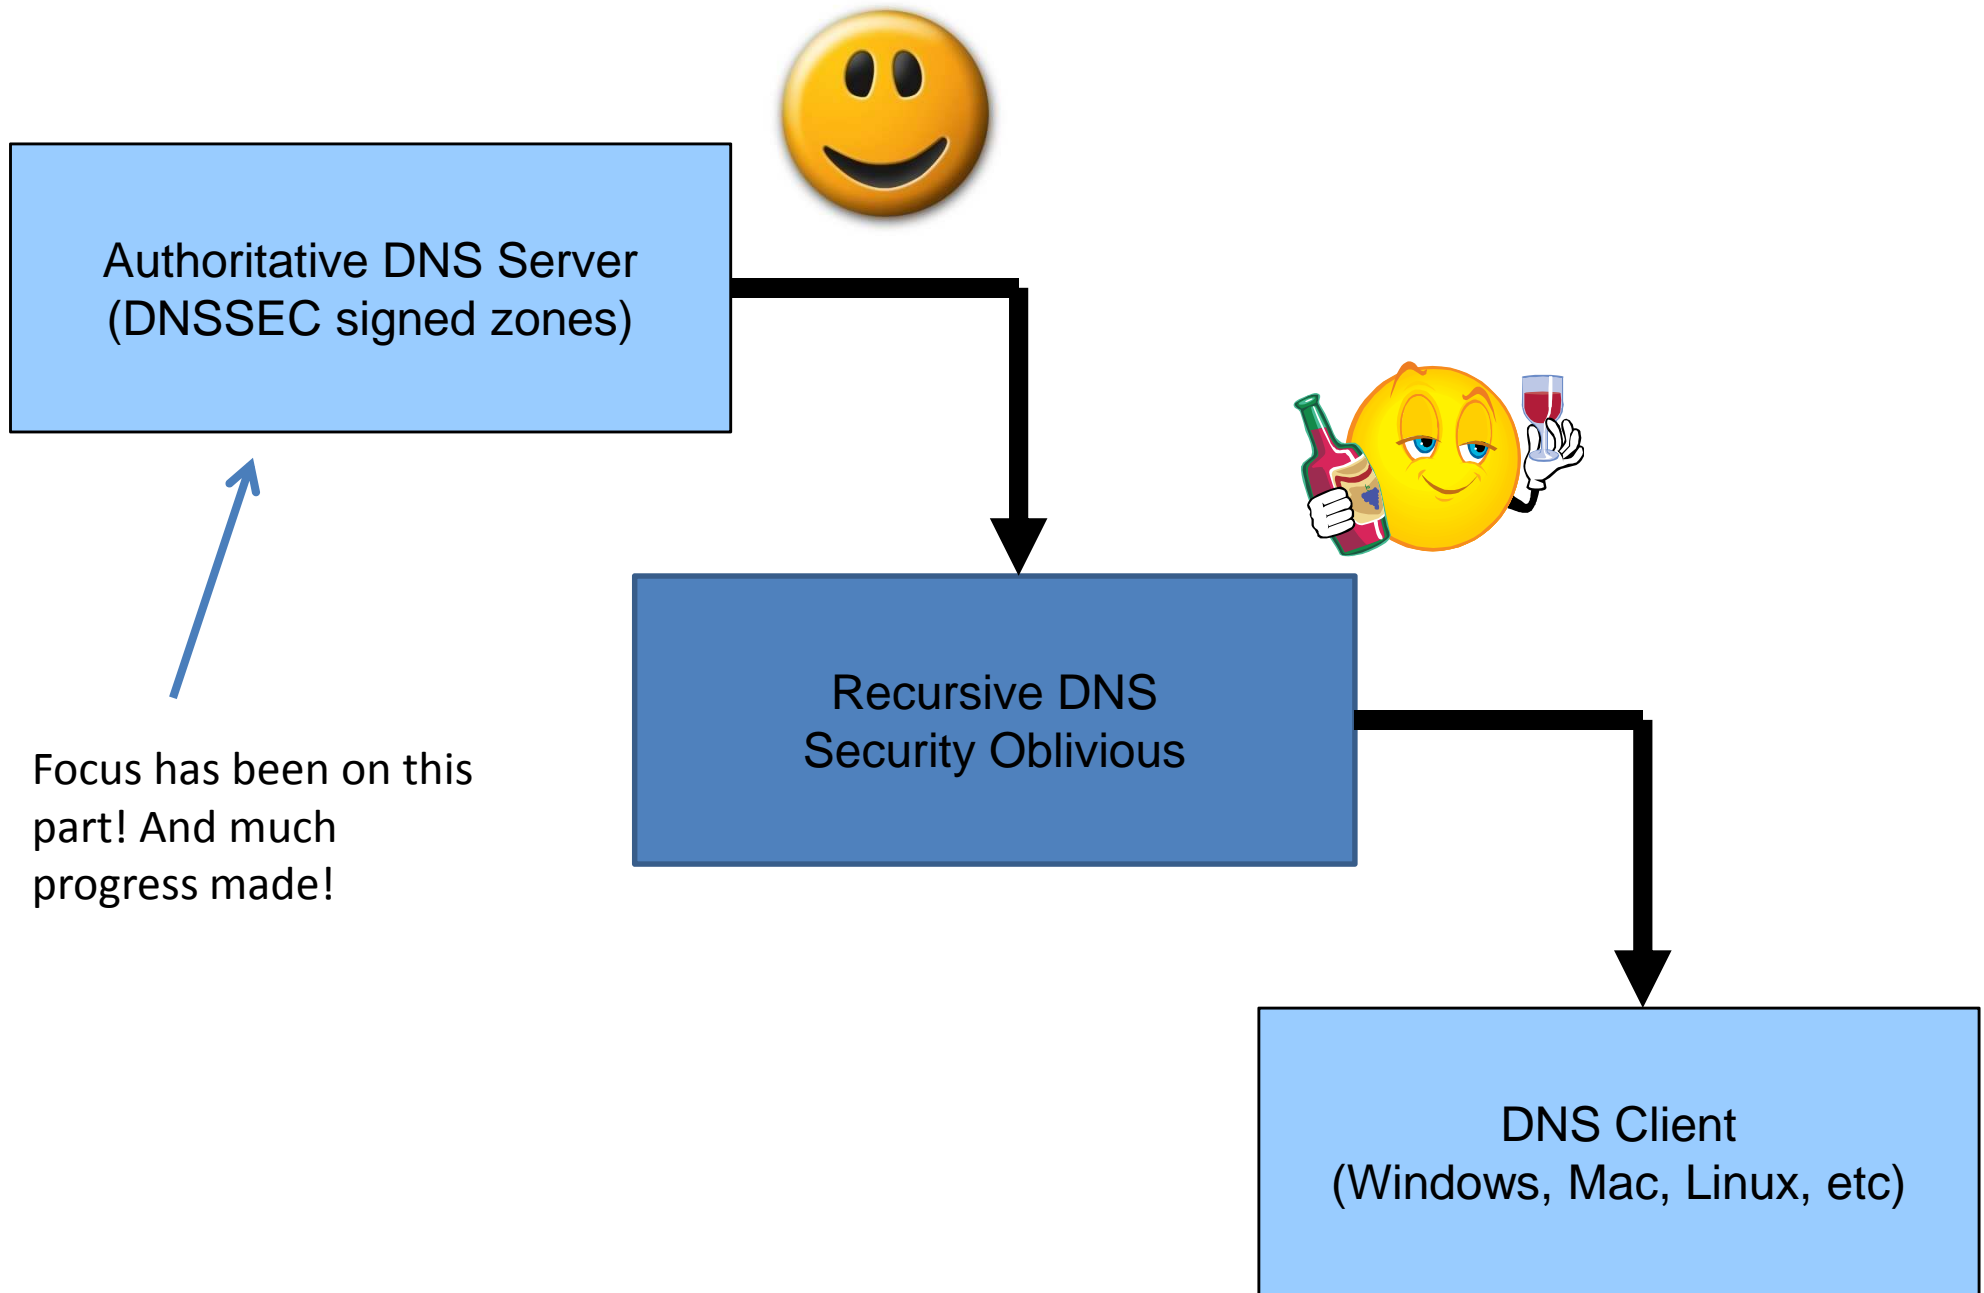 Authoritative DNS Server
(DNSSEC signed zones)
Recursive DNS
Security Oblivious
Focus has been on this
part! And much
progress made!
DNS Client
(Windows, Mac, Linux, etc)